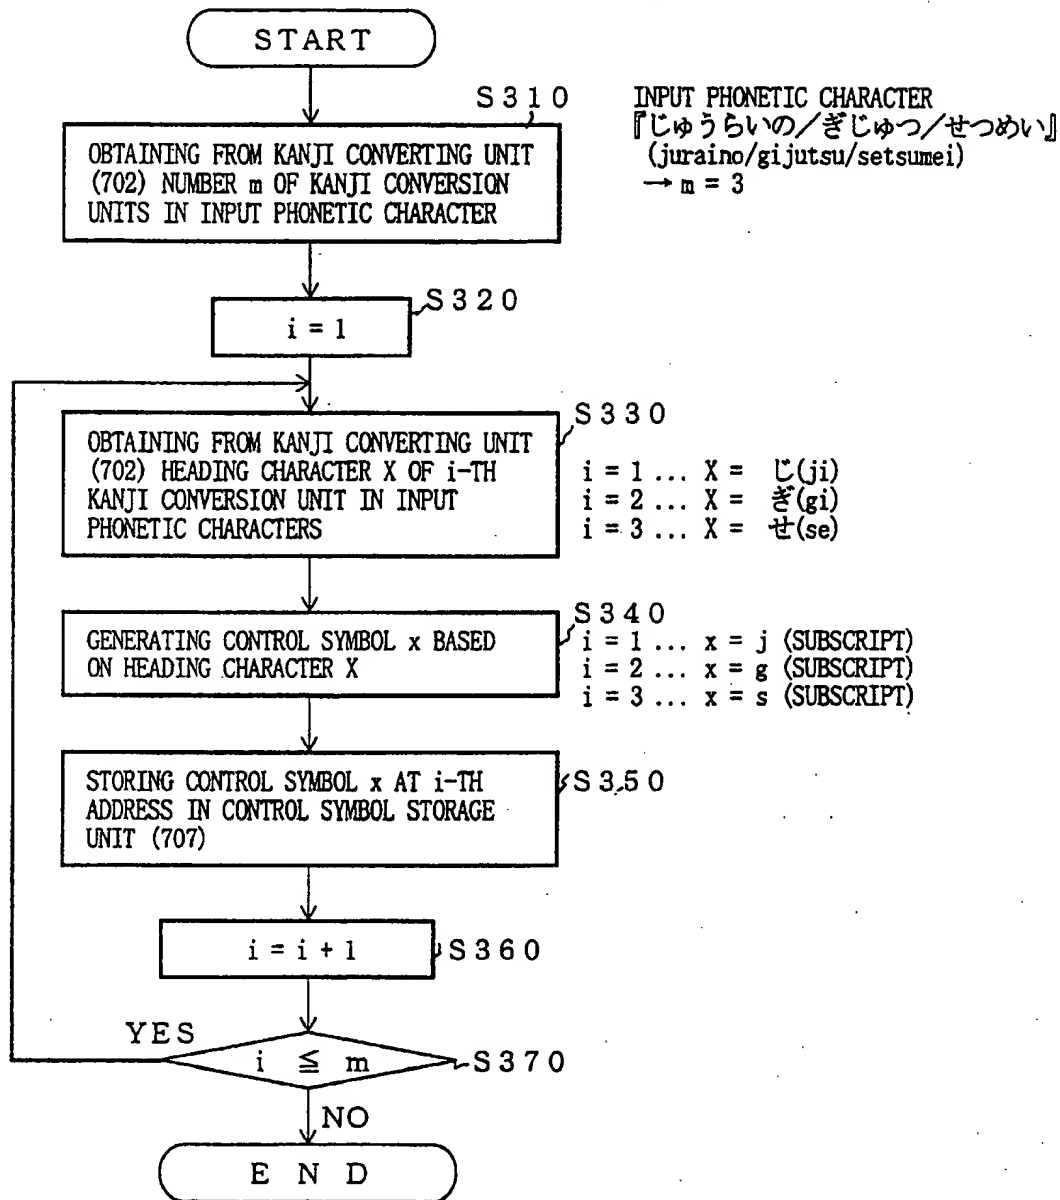 START
S310
INPUT PHONETIC CHARACTER
『じゅうらいの/ぎじゅつ/せつめい』
(juraino/gijutsu/setsumei)
→ m = 3
OBTAINING FROM KANJI CONVERTING UNIT
(702) NUMBER m OF KANJI CONVERSION
UNITS IN INPUT PHONETIC CHARACTER
S320
i = 1
S330
OBTAINING FROM KANJI CONVERTING UNIT
(702) HEADING CHARACTER X OF i-TH
KANJI CONVERSION UNIT IN INPUT
PHONETIC CHARACTERS
i = 1 ... X = じ(ji)
i = 2 ... X = ぎ(gi)
i = 3 ... X = せ(se)
S340
GENERATING CONTROL SYMBOL x BASED
ON HEADING CHARACTER X
i = 1 ... x = j (SUBSCRIPT)
i = 2 ... x = g (SUBSCRIPT)
i = 3 ... x = s (SUBSCRIPT)
S350
STORING CONTROL SYMBOL x AT i-TH
ADDRESS IN CONTROL SYMBOL STORAGE
UNIT (707)
i = i + 1
S360
YES
i ≦ m
S370
NO
END